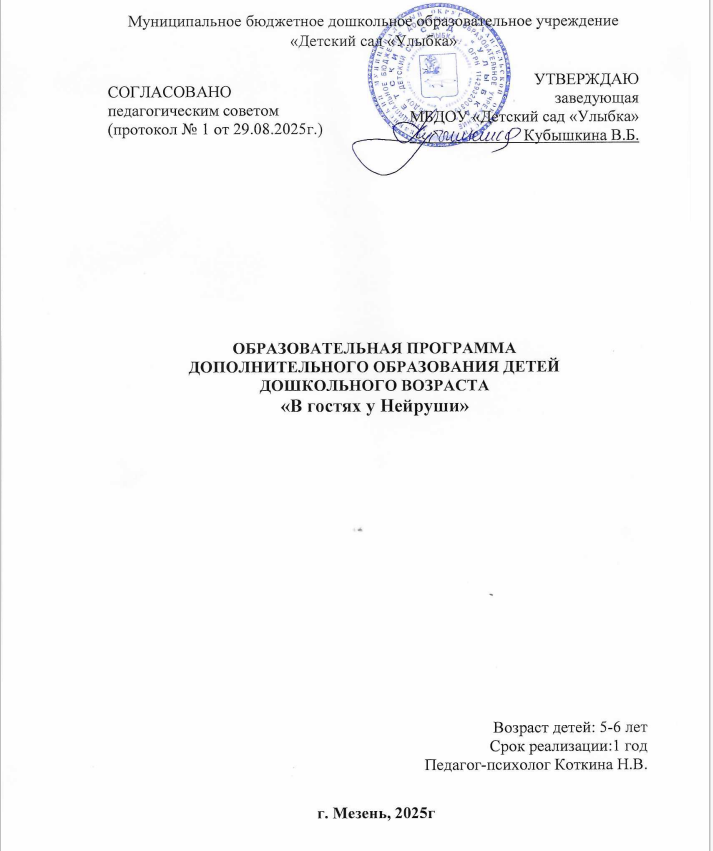 Муниципальное бюджетное дошкольное образовательное учреждение
«Детский сад «Улыбка»
СОГЛАСОВАНО
педагогическим советом
(протокол № 1 от 29.08.2025г.)
УТВЕРЖДАЮ
заведующая
МБДОУ «Детский сад «Улыбка»
Кубышкина В.Б.
ОБРАЗОВАТЕЛЬНАЯ ПРОГРАММА
ДОПОЛНИТЕЛЬНОГО ОБРАЗОВАНИЯ ДЕТЕЙ
ДОШКОЛЬНОГО ВОЗРАСТА
«В гостях у Нейруши»
Возраст детей: 5-6 лет
Срок реализации:1 год
Педагог-психолог Коткина Н.В.
г. Мезень, 2025г